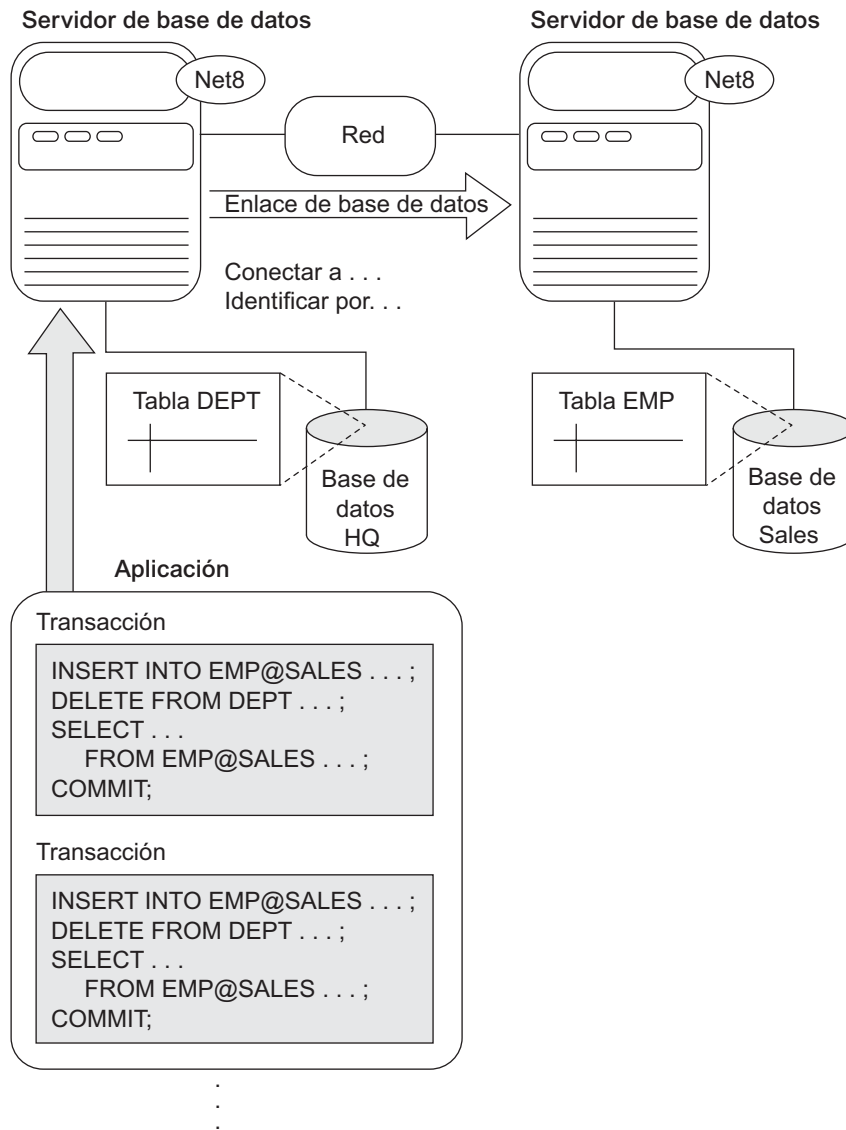 Servidor de base de datos
Servidor de base de datos
Net8
Net8
Red
Enlace de base de datos
Conectar a . . .
Identificar por. . .
Tabla DEPT
Base de
datos
HQ
Tabla EMP
Base de
datos
Sales
Aplicación
Transacción
INSERT INTO EMP@SALES . . . ;
DELETE FROM DEPT . . . ;
SELECT . . .
FROM EMP@SALES . . . ;
COMMIT;
Transacción
INSERT INTO EMP@SALES . . . ;
DELETE FROM DEPT . . . ;
SELECT . . .
FROM EMP@SALES . . . ;
COMMIT;
.
.
.